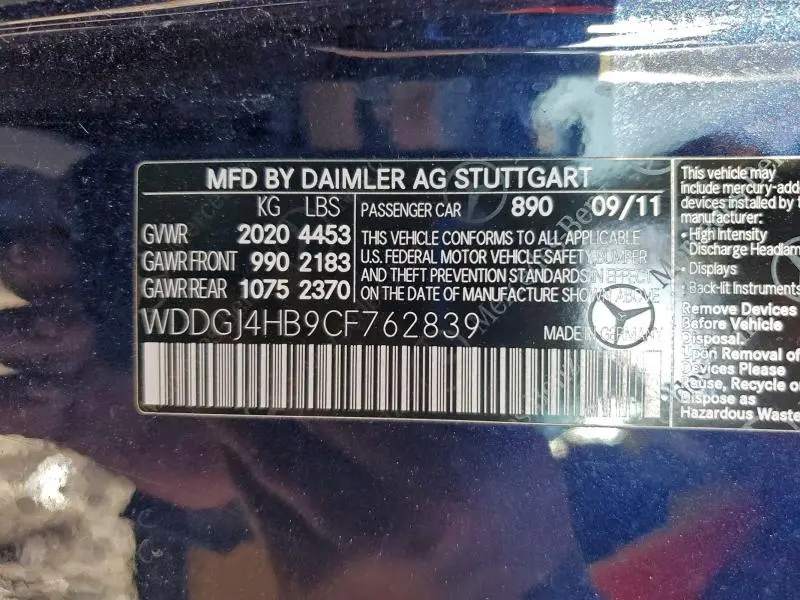 MFD BY DAIMLER AG STUTTGART
KG LBS
GVWR 2020 4453
GAWR FRONT 990 2183
GAWR REAR 1075 2370
PASSENGER CAR 890 09/11
THIS VEHICLE CONFORMS TO ALL APPLICABLE
U.S. FEDERAL MOTOR VEHICLE SAFETY BUMPER
AND THEFT PREVENTION STANDARDS IN EFFECT
ON THE DATE OF MANUFACTURE SHOWN ABOVE
WDDGJ4HB9CF762839
MADE IN GERMANY
This vehicle may
include mercury-adde
devices installed by t
manufacturer:
• High Intensity
Discharge Headlam
• Displays
• Back-lit Instruments
Remove Devices
Before Vehicle
Disposal.
Upon Removal of
Devices Please
Reuse, Recycle or
Dispose as
Hazardous Waste